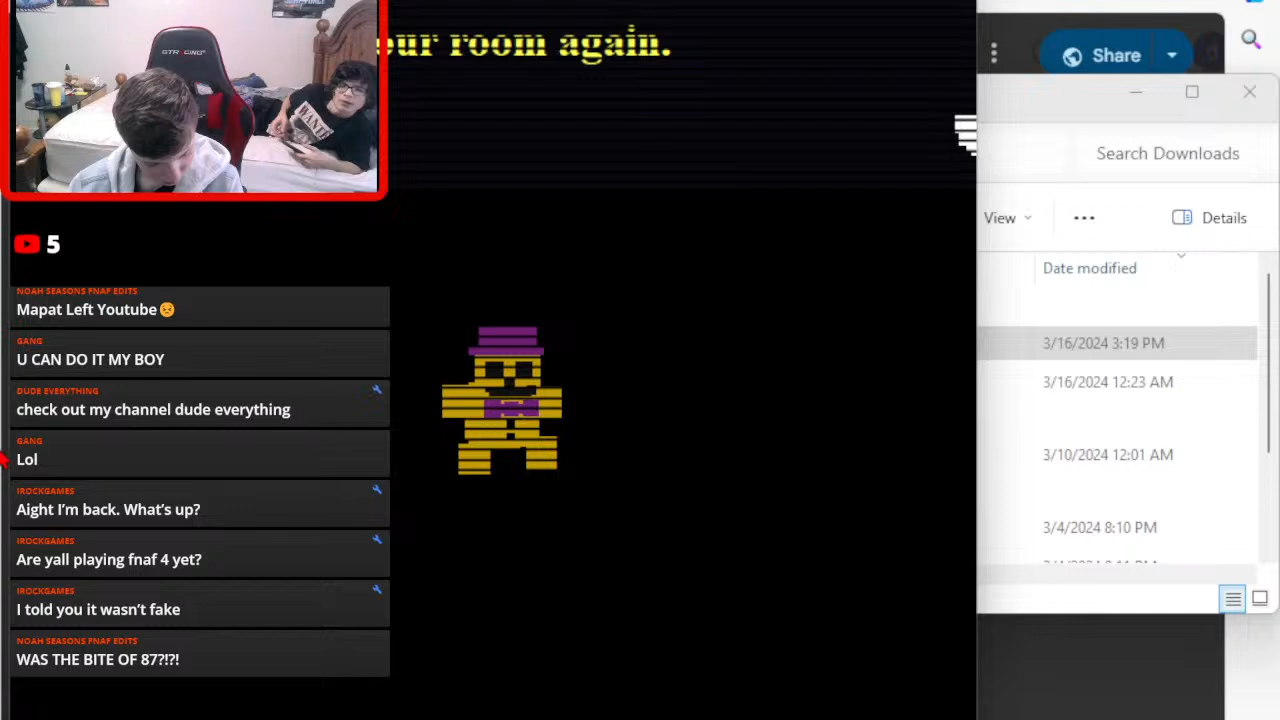 our room again.
GTRACING
WANTED
Share
Search Downloads
View
Details
Date modified
3/16/2024 3:19 PM
3/16/2024 12:23 AM
3/10/2024 12:01 AM
3/4/2024 8:10 PM
5
NOAH SEASONS FNAF EDITS
Mapat Left Youtube😣
GANG
U CAN DO IT MY BOY
DUDE EVERYTHING
check out my channel dude everything
GANG
Lol
IROCKGAMES
Aight I'm back. What's up?
IROCKGAMES
Are yall playing fnaf 4 yet?
IROCKGAMES
I told you it wasn't fake
NOAH SEASONS FNAF EDITS
WAS THE BITE OF 87?!?!